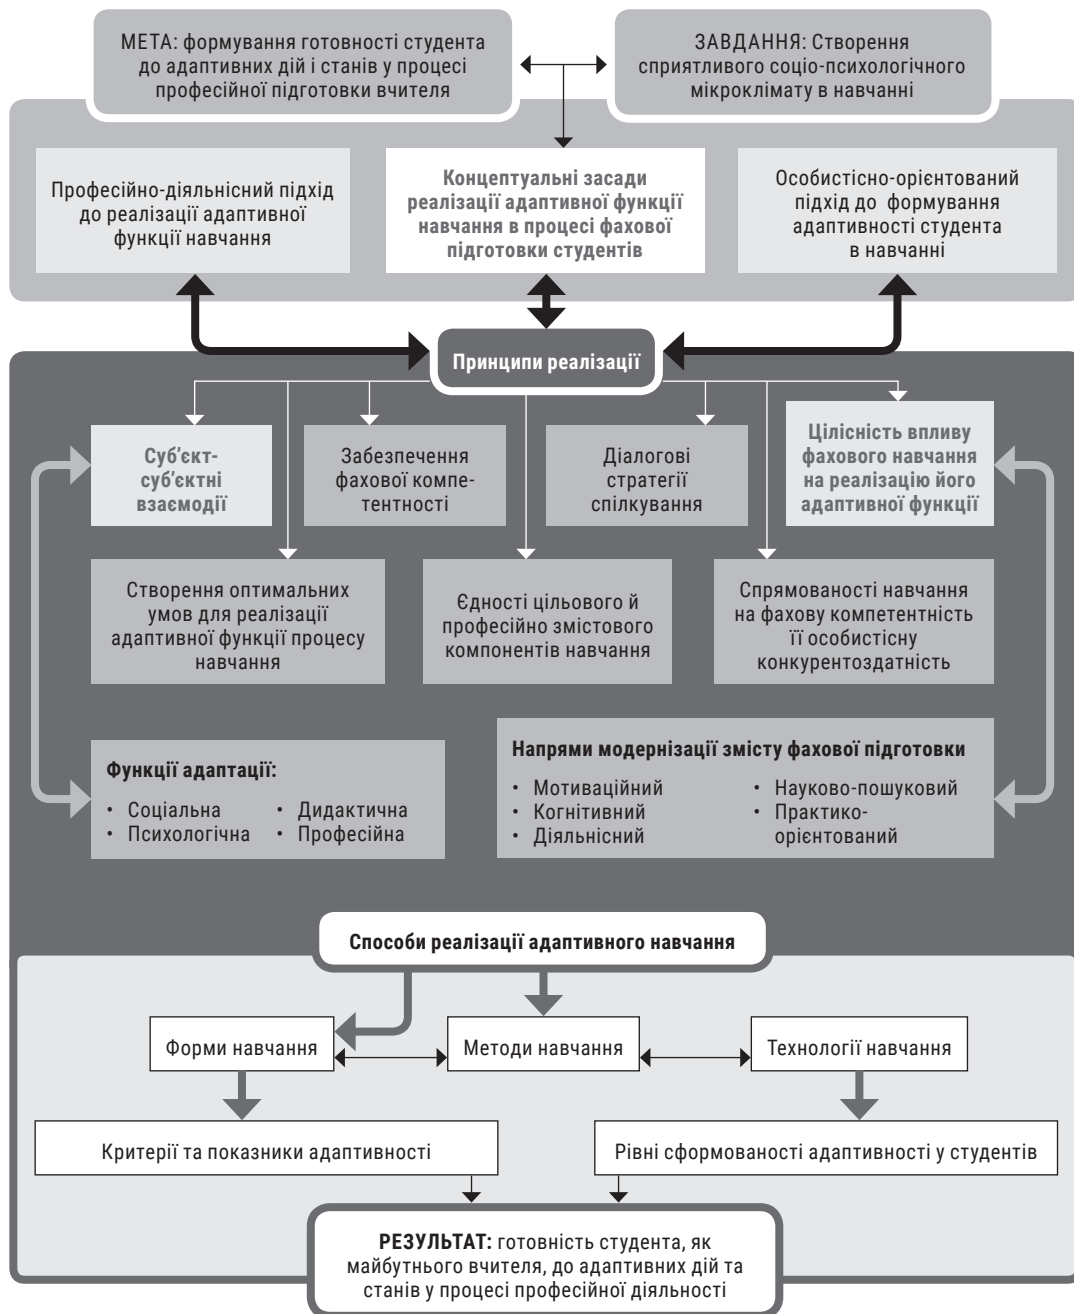 МЕТА: формування готовності студента
до адаптивних дій і станів у процесі
професійної підготовки вчителя
ЗАВДАННЯ: Створення
сприятливого соціо-психологічного
мікроклімату в навчанні
Професійно-діяльнісний підхід
до реалізації адаптивної
функції навчання
Концептуальні засади
реалізації адаптивної функції
навчання в процесі фахової
підготовки студентів
Особистісно-орієнтований
підхід до формування
адаптивності студента
в навчанні
Принципи реалізації
Суб’єкт-
суб’єктні
взаємодії
Забезпечення
фахової компе-
тентності
Діалогові
стратегії
спілкування
Цілісність впливу
фахового навчання
на реалізацію його
адаптивної функції
Створення оптимальних
умов для реалізації
адаптивної функції процесу
навчання
Єдності цільового й
професійно змістового
компонентів навчання
Спрямованості навчання
на фахову компетентність
її особистісну
конкурентоздатність
Функції адаптації:
• Соціальна
• Психологічна
• Дидактична
• Професійна
Напрями модернізації змісту фахової підготовки
• Мотиваційний
• Когнітивний
• Діяльнісний
• Науково-пошуковий
• Практико-
орієнтований
Способи реалізації адаптивного навчання
Форми навчання
Методи навчання
Технології навчання
Критерії та показники адаптивності
Рівні сформованості адаптивності у студентів
РЕЗУЛЬТАТ: готовність студента, як
майбутнього вчителя, до адаптивних дій та
станів у процесі професійної діяльності